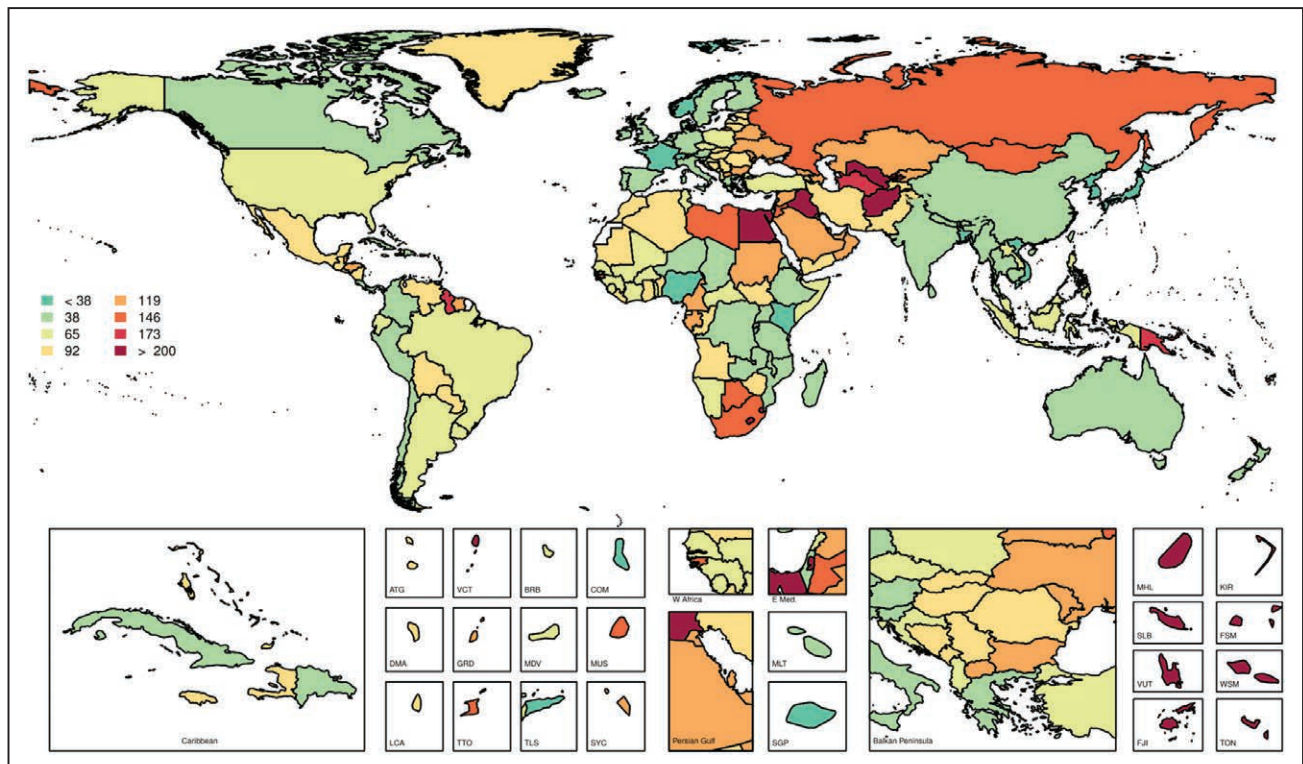 < 38
38
65
92
119
146
173
> 200
ATG
VCT
BRB
COM
W Africa
E Med.
MHL
KIR
DMA
GRD
MDV
MUS
MLT
SLB
FSM
VUT
WSM
Caribbean
LCA
TTO
TLS
SYC
Persian Gulf
SGP
Balkan Peninsula
FJI
TON